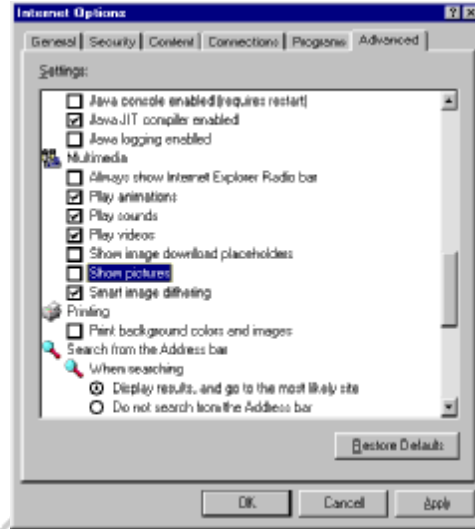 Internet Options
General Security Content Connections Programs Advanced
Settings:
Java console enabled (requires restart)
Java JIT compiler enabled
Java logging enabled
Multimedia
Always show Internet Explorer Radio bar
Play animations
Play sounds
Play videos
Show image download placeholders
Show pictures
Smart image dithering
Printing
Print background colors and images
Search from the Address bar
When searching
Display results, and go to the most likely site
Do not search from the Address bar
Restore Defaults
OK Cancel Apply